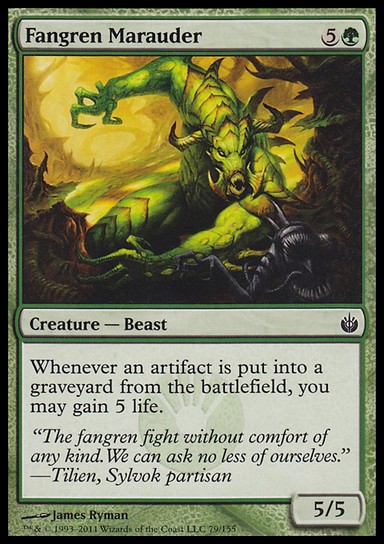 Fangren Marauder 5
Creature — Beast
Whenever an artifact is put into a
graveyard from the battlefield, you
may gain 5 life.
“The fangren fight without comfort of
any kind.We can ask no less of ourselves.”
—Tilien, Sylvok partisan
5/5
James Ryman
™ & © 1993–2011 Wizards of the Coast LLC 79/155